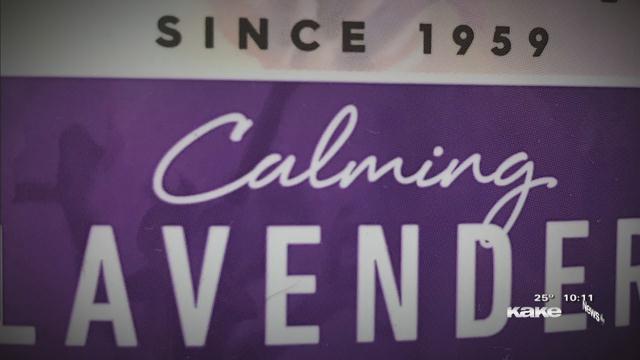 SINCE 1959
Calming
LAVENDER
25° 10:11
KAKE News